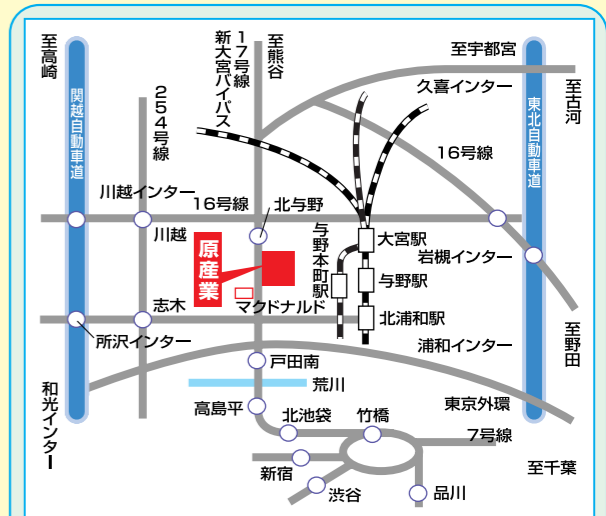 至高崎
関越自動車道
254号線
17号線
新大宮バイパス
至熊谷
至宇都宮
久喜インター
至古河
東北自動車道
16号線
川越インター
16号線
北与野
川越
与野本町駅
大宮駅
岩槻インター
原産業
与野駅
志木
マクドナルド
北浦和駅
所沢インター
浦和インター
至野田
戸田南
荒川
和光インター
高島平
東京外環
北池袋
竹橋
7号線
新宿
至千葉
渋谷
品川